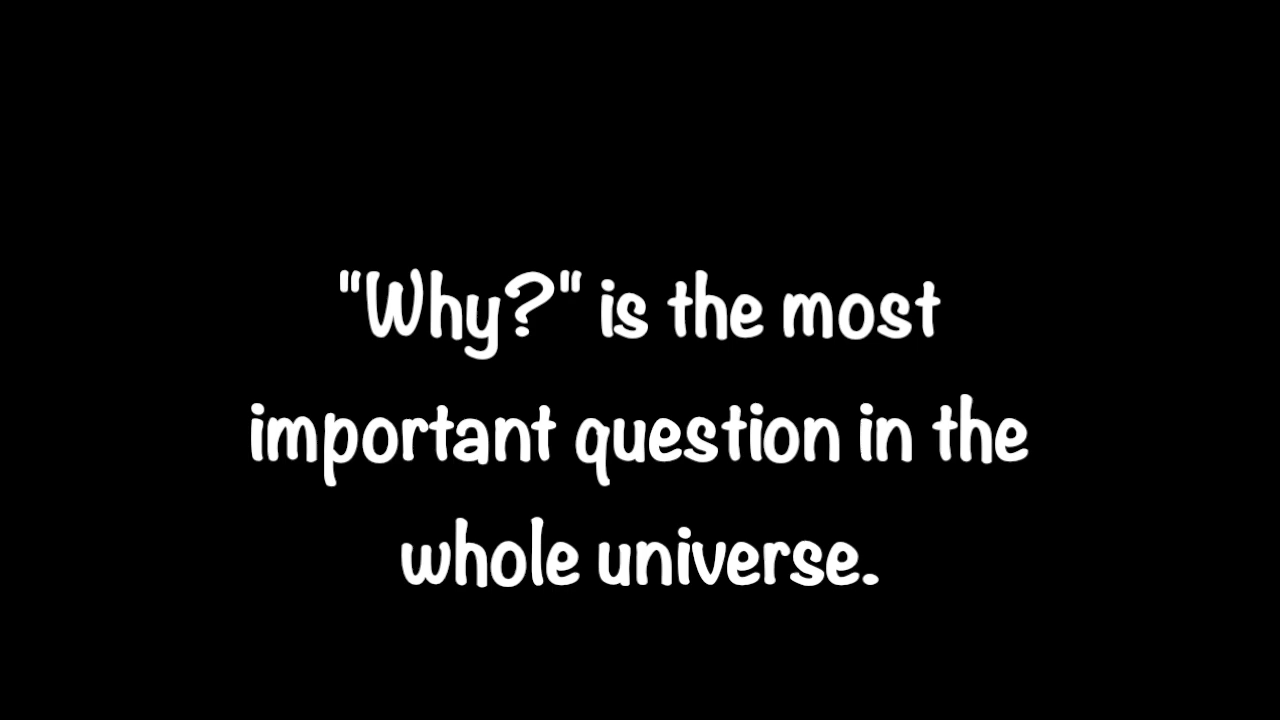 "Why?" is the most
important question in the
whole universe.